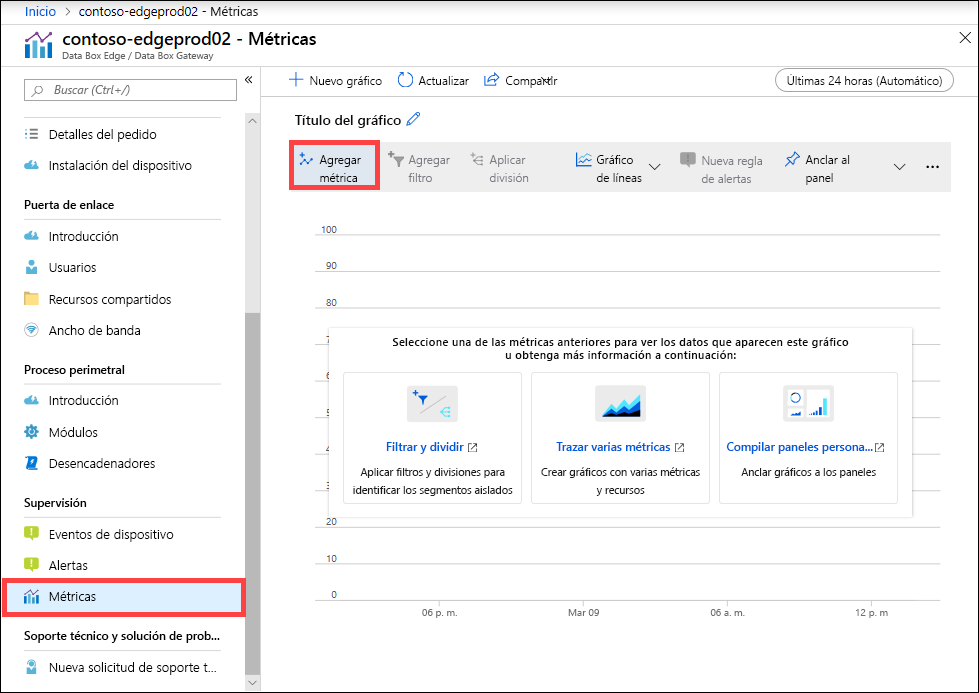 Inicio > contoso-edgeprod02 - Métricas
contoso-edgeprod02 - Métricas
Data Box Edge / Data Box Gateway
Buscar (Ctrl+/)
Detalles del pedido
Instalación del dispositivo
Puerta de enlace
Introducción
Usuarios
Recursos compartidos
Ancho de banda
Proceso perimetral
Introducción
Módulos
Desencadenadores
Supervisión
Eventos de dispositivo
Alertas
Métricas
Soporte técnico y solución de prob...
Nueva solicitud de soporte t...
Nuevo gráfico
Actualizar
Compartir
Últimas 24 horas (Automático)
Título del gráfico
Agregar
métrica
Agregar
filtro
Aplicar
división
Gráfico
de líneas
Nueva regla
de alertas
Anclar al
panel
100
90
80
Seleccione una de las métricas anteriores para ver los datos que aparecen este gráfico
u obtenga más información a continuación:
Filtrar y dividir
Aplicar filtros y divisiones para
identificar los segmentos aislados
Trazar varias métricas
Crear gráficos con varias métricas
y recursos
Compilar paneles persona...
Anclar gráficos a los paneles
20
10
0
06 p. m.
Mar 09
06 a. m.
12 p. m